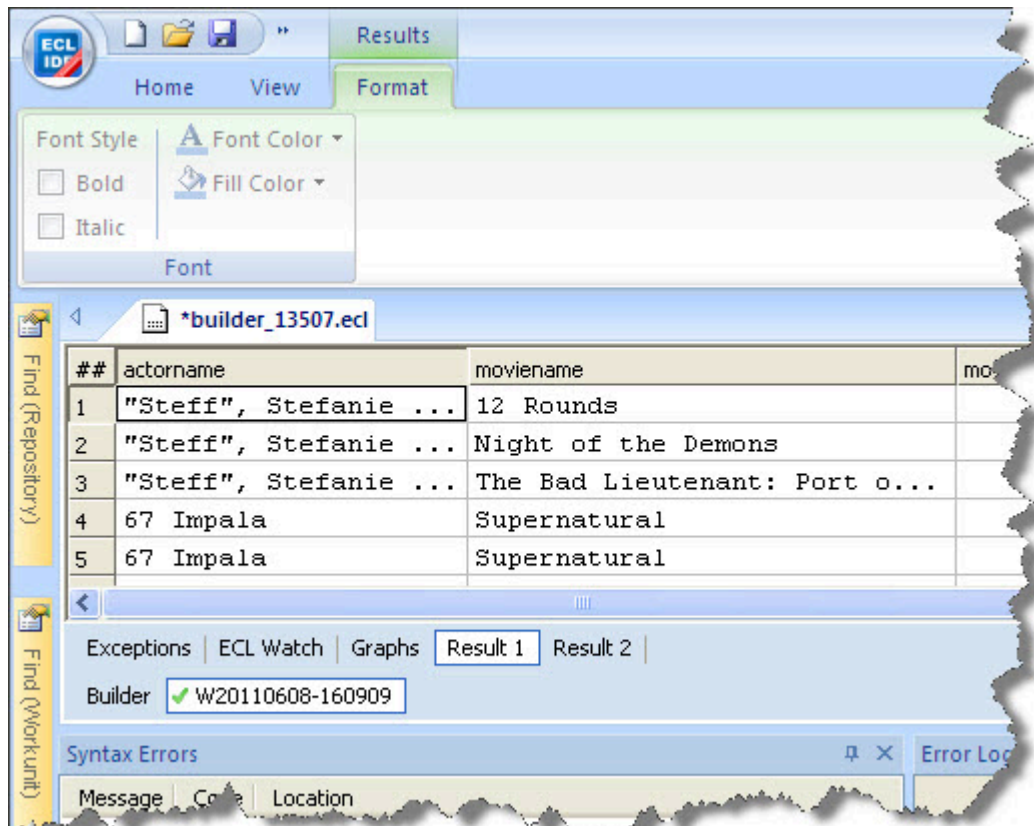 ECL
IDE
Results
Home View Format
Font Style
Font Color
Bold
Fill Color
Italic
Font
Find (Repository)
*builder_13507.ecl
## actorname moviename
1 "Steff", Stefanie ... 12 Rounds
2 "Steff", Stefanie ... Night of the Demons
3 "Steff", Stefanie ... The Bad Lieutenant: Port o...
4 67 Impala Supernatural
5 67 Impala Supernatural
Find (Workunit)
Exceptions ECL Watch Graphs Result 1 Result 2
Builder W20110608-160909
Syntax Errors Error Log
Message Code Location